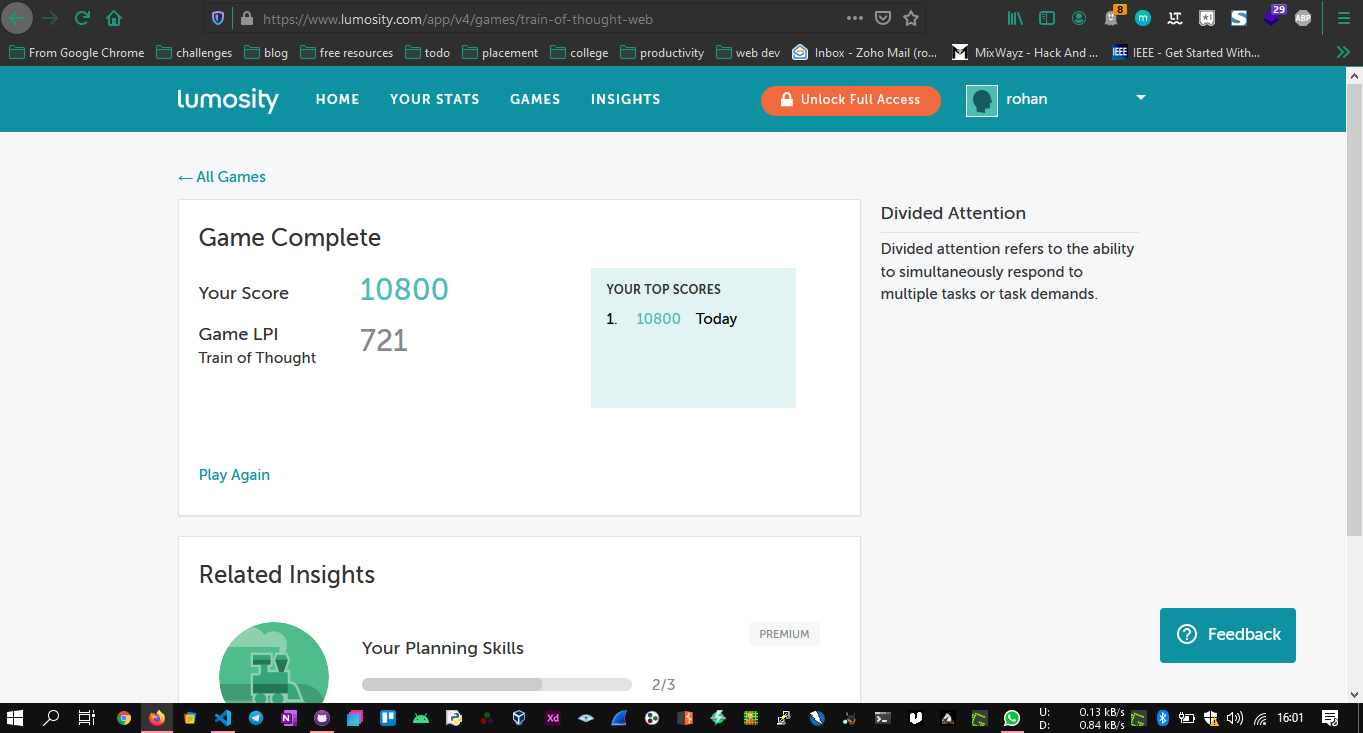 https://www.lumosity.com/app/v4/games/train-of-thought-web
8
29
ABP
From Google Chrome
challenges
blog
free resources
todo
placement
college
productivity
web dev
Inbox - Zoho Mail (ro...
MixWayz - Hack And ...
IEEE
IEEE - Get Started With...
lumosity
HOME
YOUR STATS
GAMES
INSIGHTS
Unlock Full Access
rohan
← All Games
Game Complete
Your Score
10800
Game LPI
721
Train of Thought
YOUR TOP SCORES
1. 10800 Today
Play Again
Divided Attention
Divided attention refers to the ability
to simultaneously respond to
multiple tasks or task demands.
Related Insights
Your Planning Skills
PREMIUM
2/3
Feedback
Xd
U: 0.13 kB/s
D: 0.84 kB/s
16:01